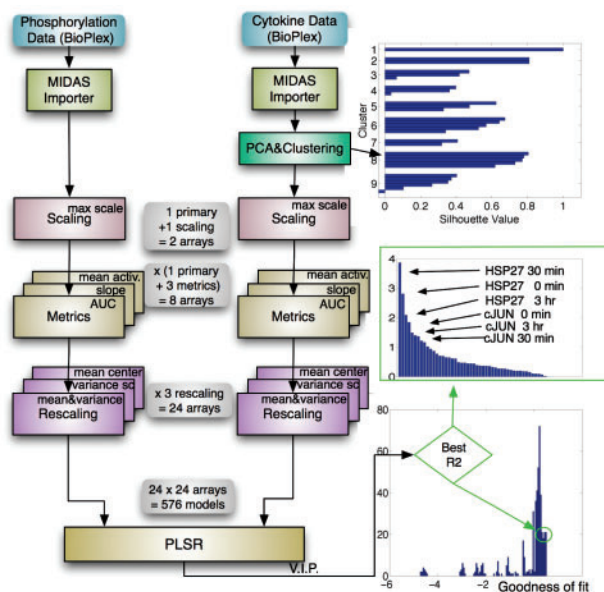 Phosphorylation
Data (BioPlex)
Cytokine Data
(BioPlex)
MIDAS
Importer
MIDAS
Importer
PCA&Clustering
max scale
Scaling
1 primary
+1 scaling
= 2 arrays
max scale
Scaling
mean activ.
slope
AUC
Metrics
x (1 primary
+ 3 metrics)
= 8 arrays
mean activ.
slope
AUC
Metrics
mean center
variance sc
mean&variance
Rescaling
x 3 rescaling
= 24 arrays
mean center
variance sc
mean&variance
Rescaling
24 x 24 arrays
= 576 models
PLSR
V.I.P.
Cluster
1
2
3
4
5
6
7
8
9
0 0.2 0.4 0.6 0.8 1
Silhouette Value
4
3
2
1
0
HSP27 30 min
HSP27 0 min
HSP27 3 hr
cJUN 0 min
cJUN 3 hr
cJUN 30 min
Best
R2
80
60
40
20
0
-6 -4 -2 0
Goodness of fit